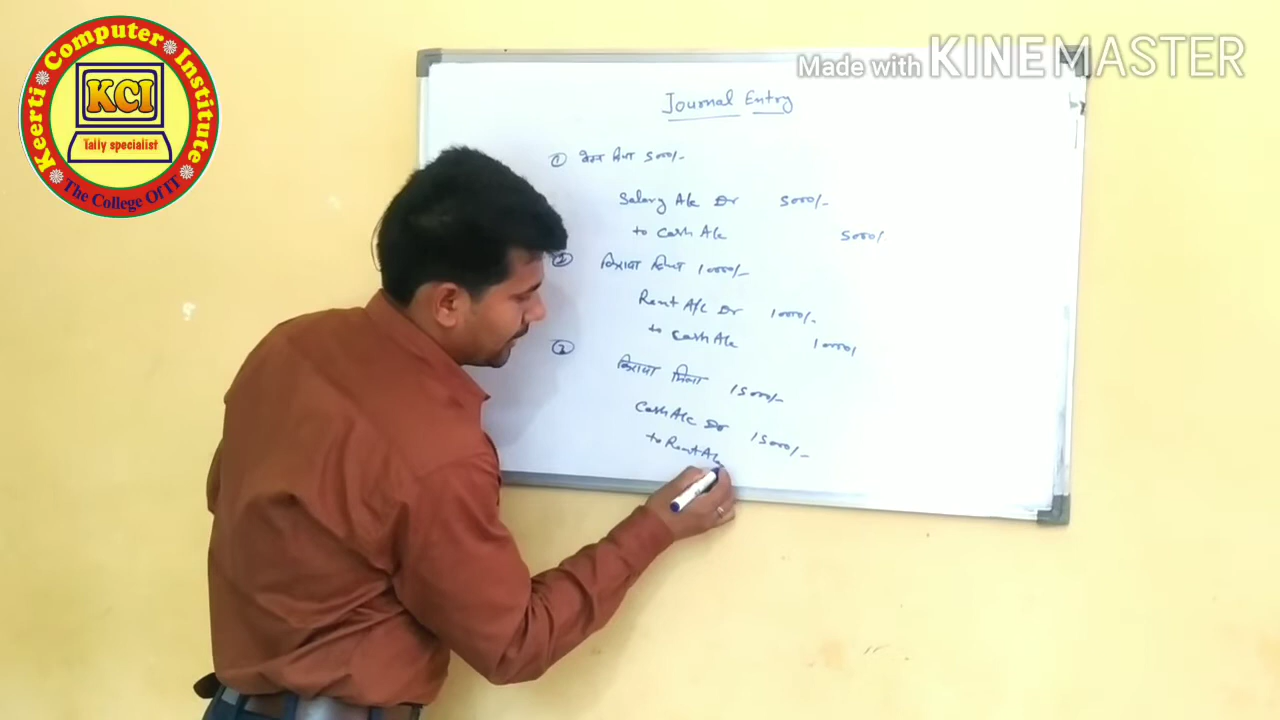 Keerti Computer Institute
KCI
Tally specialist
The College Of IT
Made with KINEMASTER
Journal Entry
① वेतन दिया 5000/-
Salary A/c Dr 5000/-
to Cash A/c 5000/
② किराया दिया 10000/-
Rent A/c Dr 10000/-
to Cash A/c 10000/
③
किराया मिला 15000/-
Cash A/c Dr 15000/-
to Rent A/c